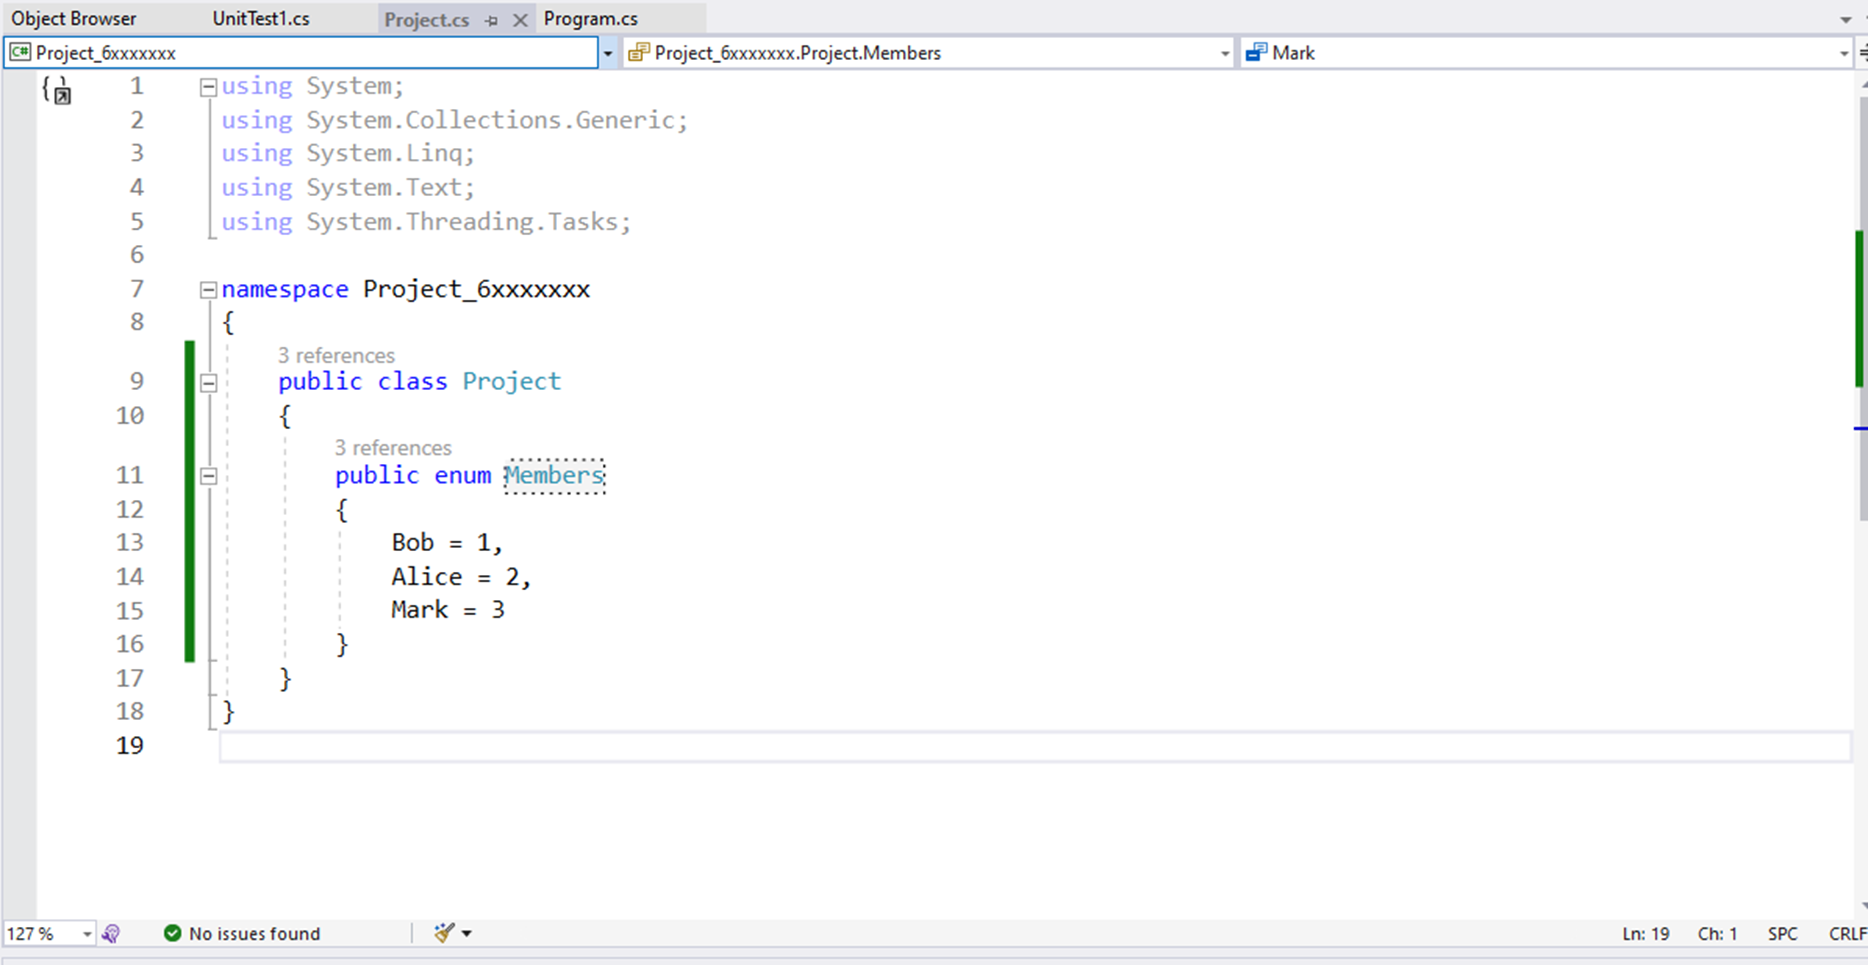 Object Browser UnitTest1.cs Project.cs Program.cs
C# Project_6xxxxxxx Project_6xxxxxxx.Project.Members Mark
1 using System;
2 using System.Collections.Generic;
3 using System.Linq;
4 using System.Text;
5 using System.Threading.Tasks;
6
7 namespace Project_6xxxxxxx
8 {
3 references
9 public class Project
10 {
3 references
11 public enum Members
12 {
13 Bob = 1,
14 Alice = 2,
15 Mark = 3
16 }
17 }
18 }
19
127 % No issues found Ln: 19 Ch: 1 SPC CRLF